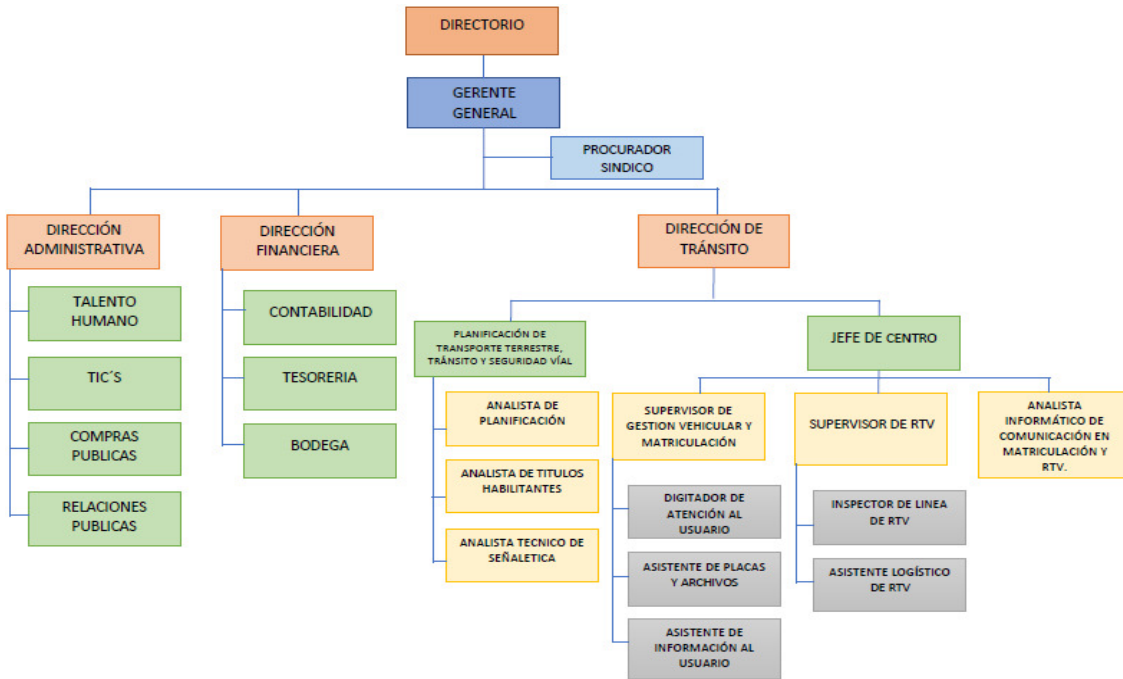 DIRECTORIO
GERENTE
GENERAL
PROCURADOR
SINDICO
DIRECCIÓN
ADMINISTRATIVA
DIRECCIÓN
FINANCIERA
DIRECCIÓN DE
TRÁNSITO
TALENTO
HUMANO
TIC´S
COMPRAS
PUBLICAS
RELACIONES
PUBLICAS
CONTABILIDAD
TESORERIA
BODEGA
PLANIFICACIÓN DE
TRANSPORTE TERRESTRE,
TRÁNSITO Y SEGURIDAD VÍAL
JEFE DE CENTRO
ANALISTA DE
PLANIFICACIÓN
ANALISTA DE TITULOS
HABILITANTES
ANALISTA TECNICO DE
SEÑALETICA
SUPERVISOR DE
GESTION VEHICULAR Y
MATRICULACIÓN
DIGITADOR DE
ATENCIÓN AL
USUARIO
ASISTENTE DE PLACAS
Y ARCHIVOS
ASISTENTE DE
INFORMACIÓN AL
USUARIO
SUPERVISOR DE RTV
INSPECTOR DE LINEA
DE RTV
ASISTENTE LOGÍSTICO
DE RTV
ANALISTA
INFORMÁTICO DE
COMUNICACIÓN EN
MATRICULACIÓN Y
RTV.